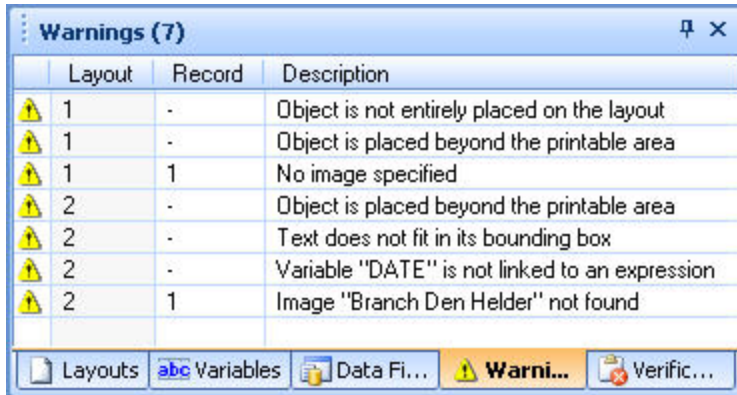 Warnings (7)
Layout Record Description
1 - Object is not entirely placed on the layout
1 - Object is placed beyond the printable area
1 1 No image specified
2 - Object is placed beyond the printable area
2 - Text does not fit in its bounding box
2 - Variable "DATE" is not linked to an expression
2 1 Image "Branch Den Helder" not found
Layouts abc Variables Data Fi... Warni... Verific...